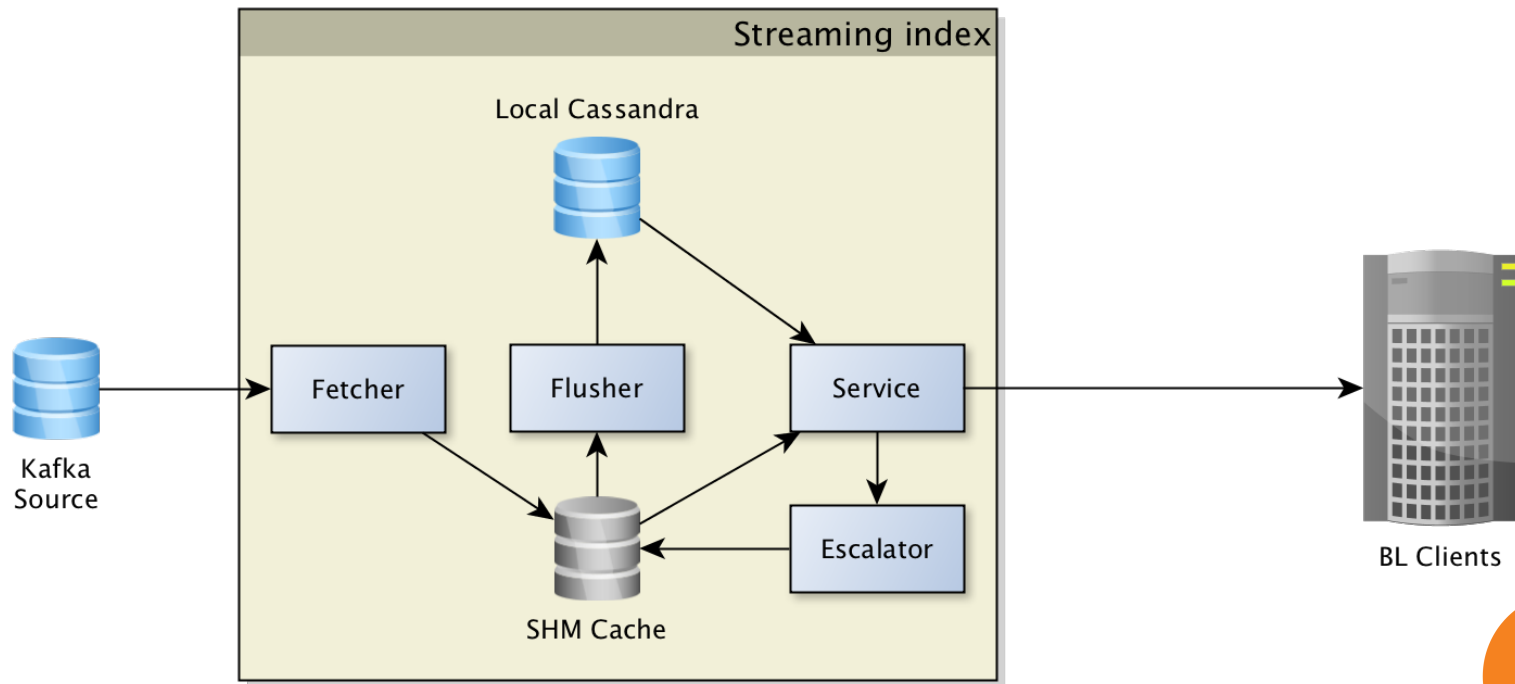 Streaming index
Local Cassandra
Fetcher
Flusher
Service
Kafka
Source
Escalator
SHM Cache
BL Clients